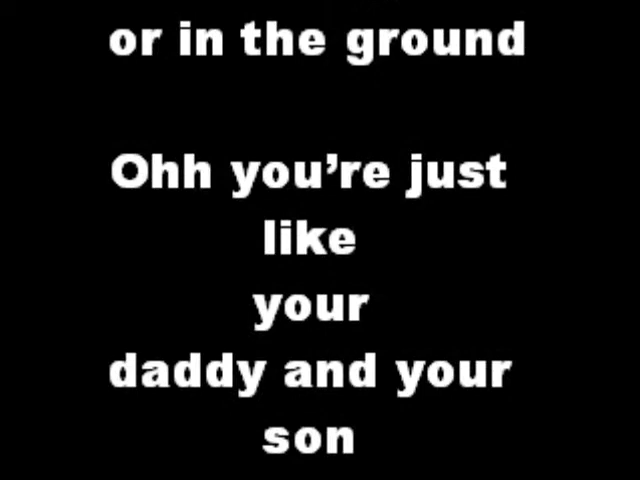 or in the ground
Ohh you’re just
like
your
daddy and your
son